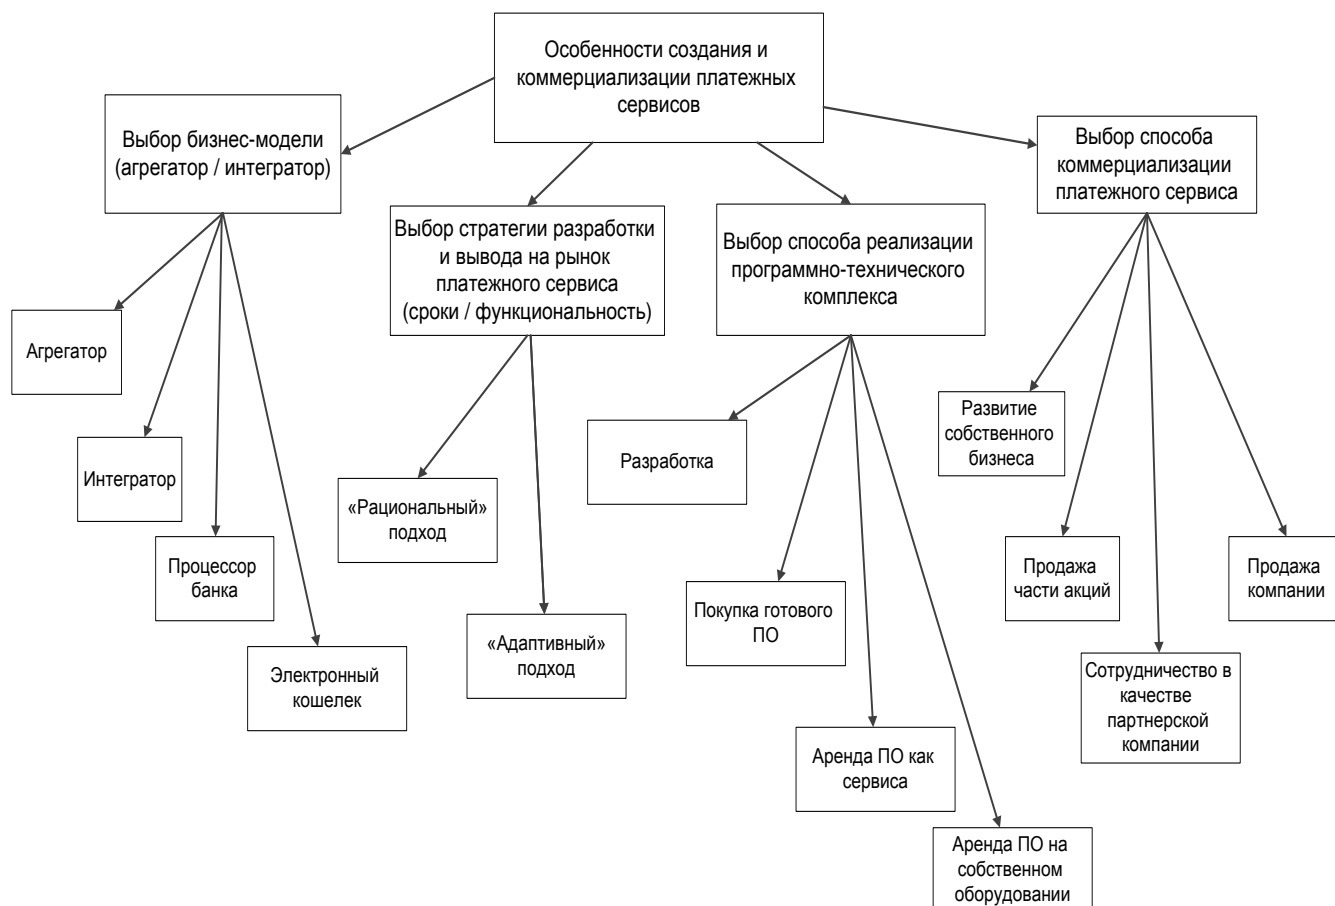 Особенности создания и
коммерциализации платежных
сервисов
Выбор бизнес-модели
(агрегатор / интегратор)
Выбор способа
коммерциализации
платежного сервиса
Выбор стратегии разработки
и вывода на рынок
платежного сервиса
(сроки / функциональность)
Выбор способа реализации
программно-технического
комплекса
Агрегатор
Интегратор
Процессор
банка
Электронный
кошелек
«Рациональный»
подход
«Адаптивный»
подход
Разработка
Покупка готового
ПО
Аренда ПО как
сервиса
Аренда ПО на
собственном
оборудовании
Развитие
собственного
бизнеса
Продажа
части акций
Сотрудничество в
качестве
партнерской
компании
Продажа
компании